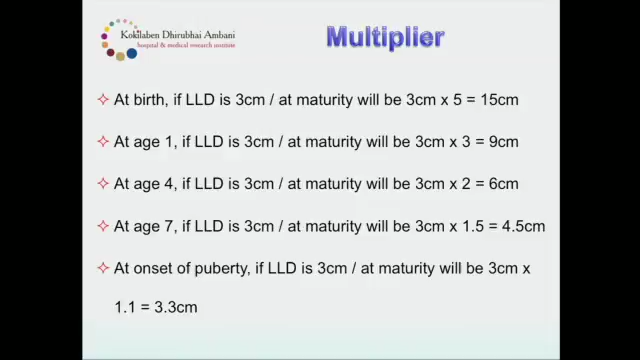 Multiplier
Kokilaben Dhirubhai Ambani
hospital & medical research institute
At birth, if LLD is 3cm / at maturity will be 3cm x 5 = 15cm
At age 1, if LLD is 3cm / at maturity will be 3cm x 3 = 9cm
At age 4, if LLD is 3cm / at maturity will be 3cm x 2 = 6cm
At age 7, if LLD is 3cm / at maturity will be 3cm x 1.5 = 4.5cm
At onset of puberty, if LLD is 3cm / at maturity will be 3cm x
1.1 = 3.3cm